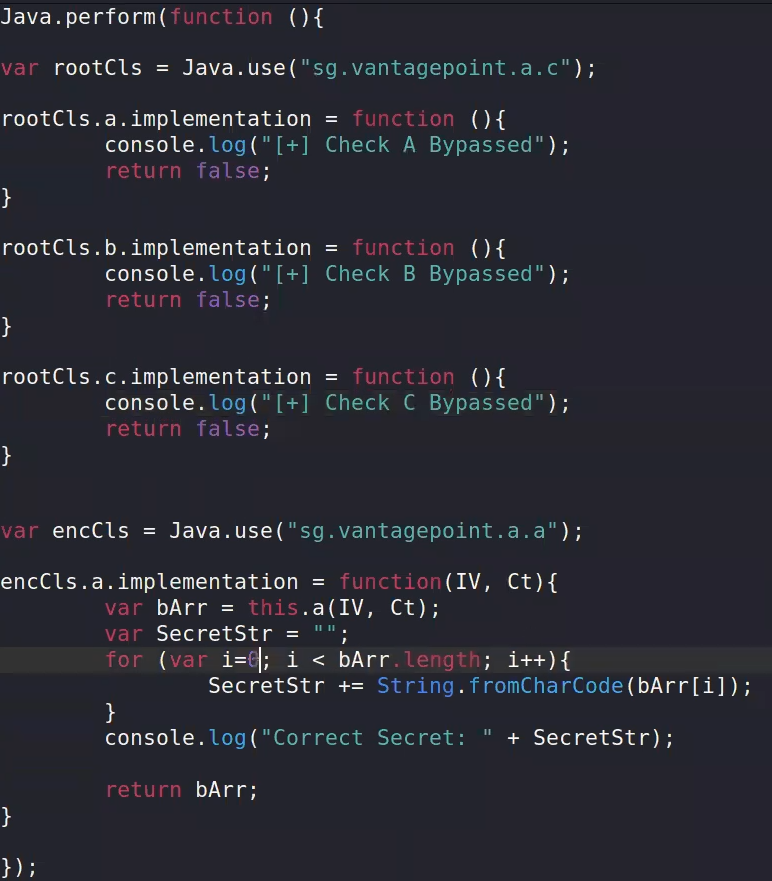 Java.perform(function (){
var rootCls = Java.use("sg.vantagepoint.a.c");
rootCls.a.implementation = function (){
console.log("[+] Check A Bypassed");
return false;
}
rootCls.b.implementation = function (){
console.log("[+] Check B Bypassed");
return false;
}
rootCls.c.implementation = function (){
console.log("[+] Check C Bypassed");
return false;
}
var encCls = Java.use("sg.vantagepoint.a.a");
encCls.a.implementation = function(IV, Ct){
var bArr = this.a(IV, Ct);
var SecretStr = "";
for (var i=0; i < bArr.length; i++){
SecretStr += String.fromCharCode(bArr[i]);
}
console.log("Correct Secret: " + SecretStr);
return bArr;
}
});